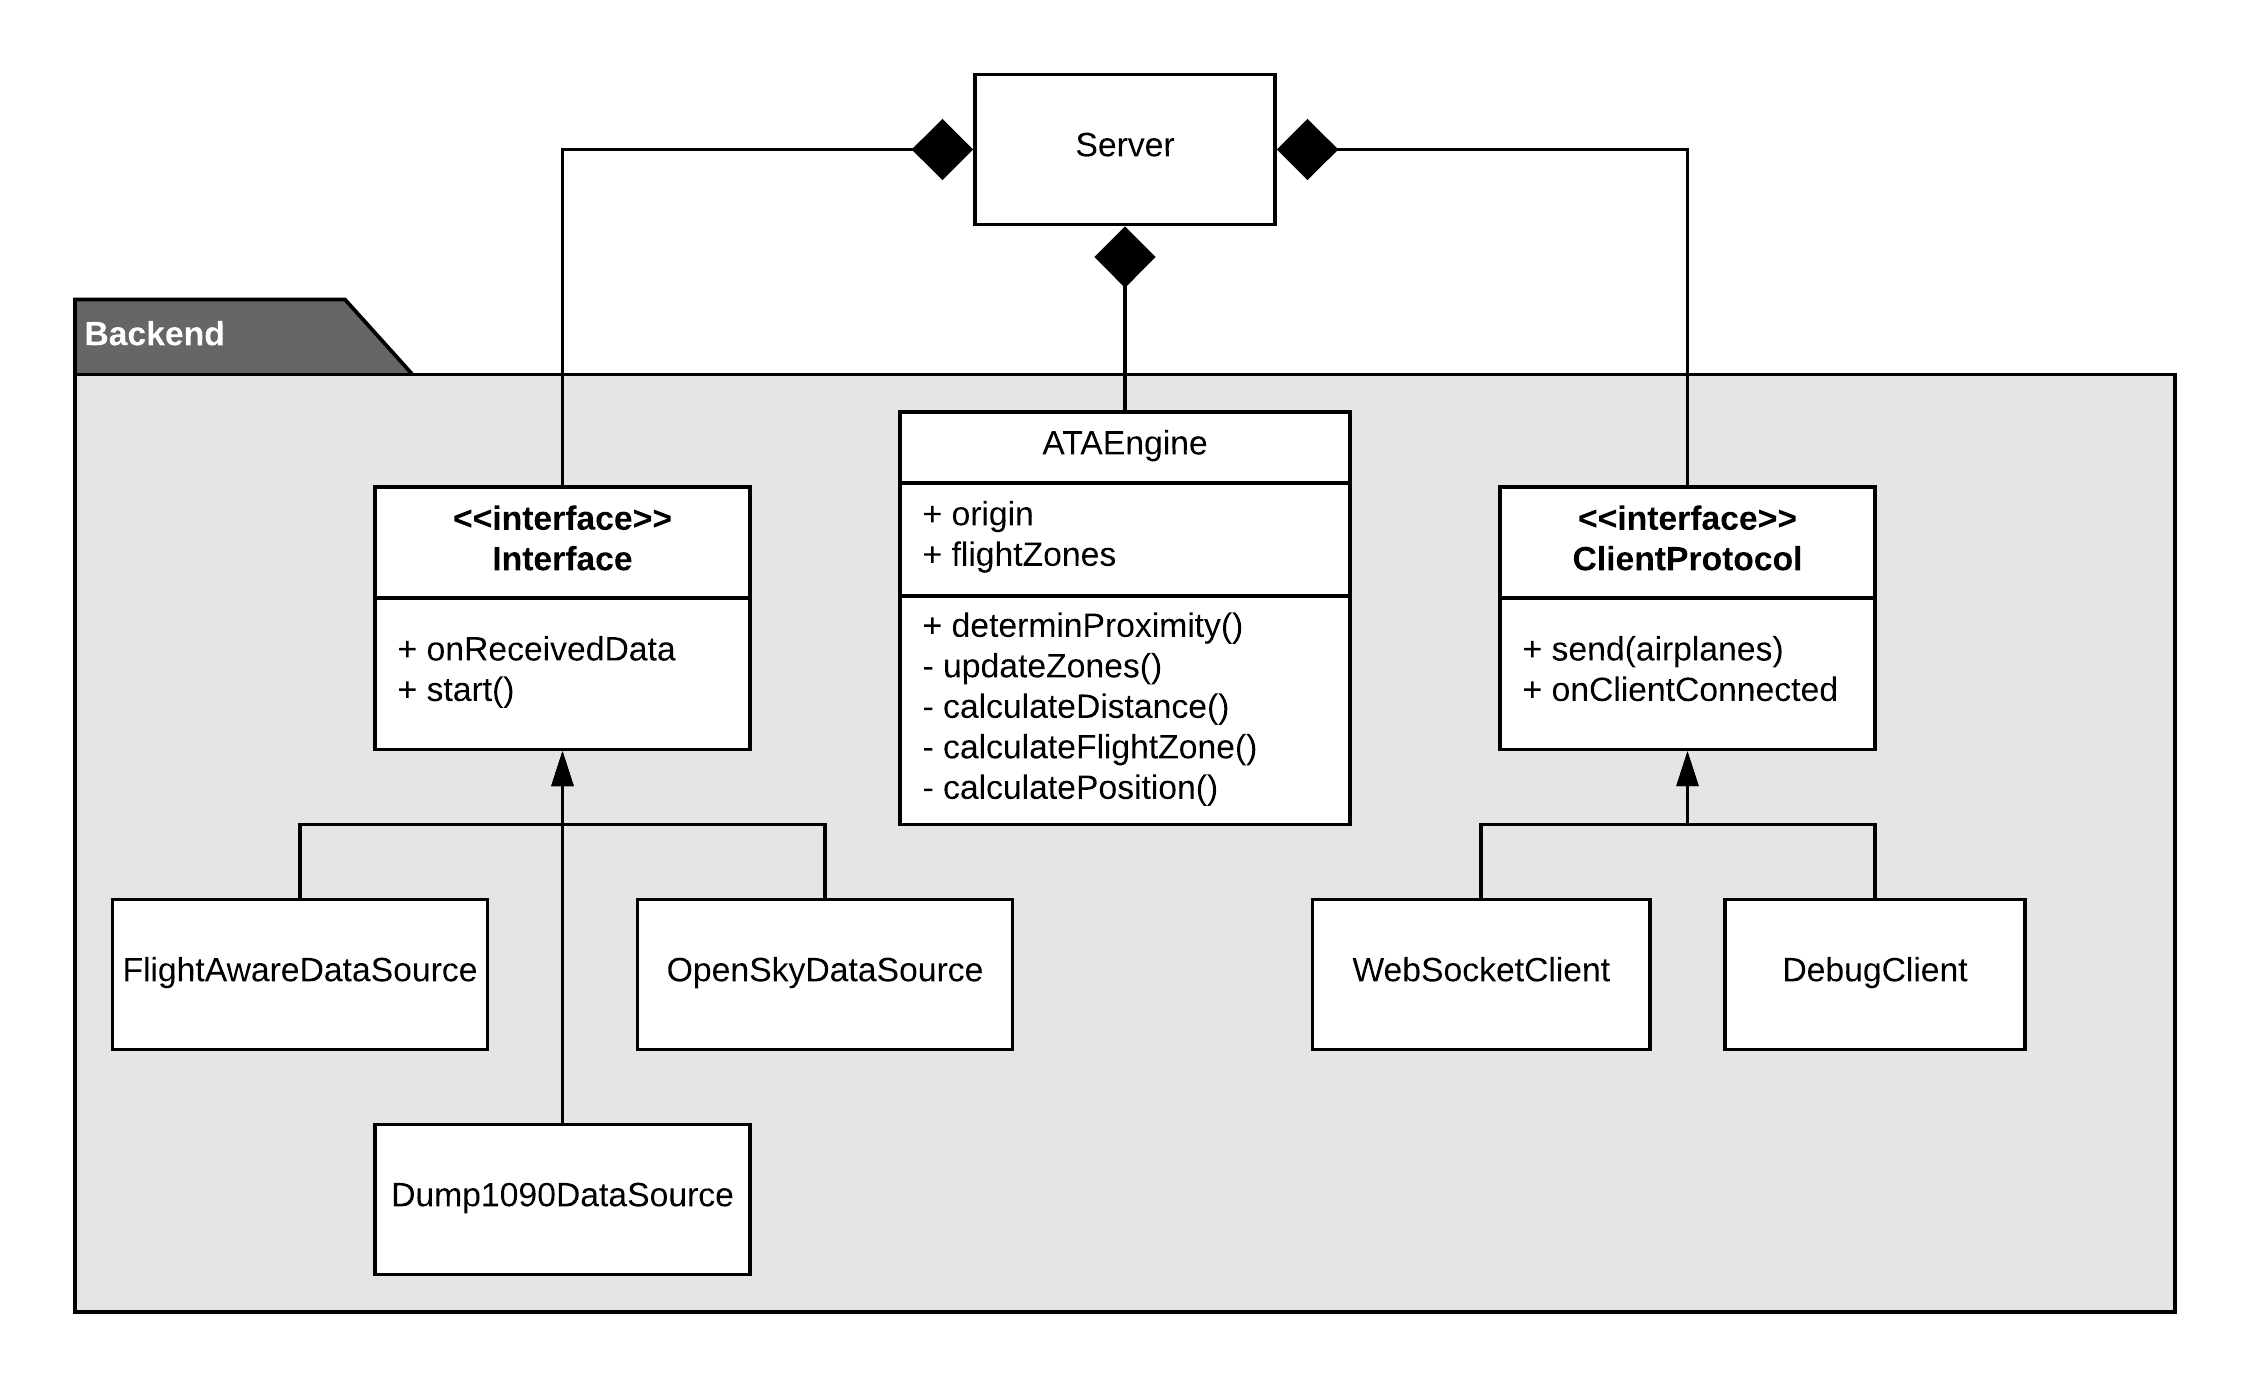 Server
Backend
<<interface>>
Interface
+ onReceivedData
+ start()
ATAEngine
+ origin
+ flightZones
+ determinProximity()
- updateZones()
- calculateDistance()
- calculateFlightZone()
- calculatePosition()
<<interface>>
ClientProtocol
+ send(airplanes)
+ onClientConnected
FlightAwareDataSource
OpenSkyDataSource
WebSocketClient
DebugClient
Dump1090DataSource